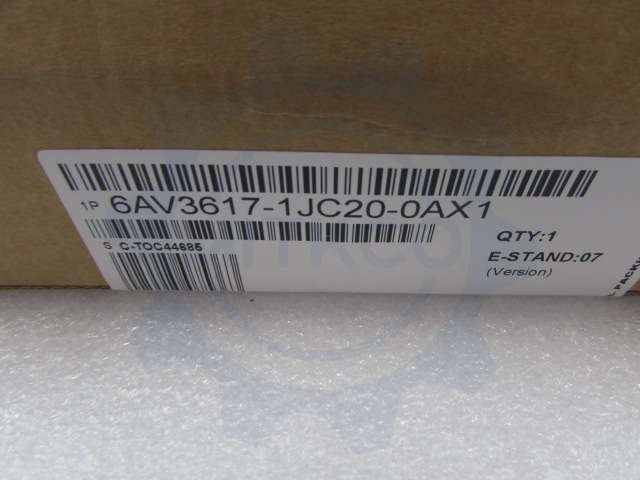 1P 6AV3617-1JC20-0AX1
S C-TOC44685
QTY:1
E-STAND:07
(Version)